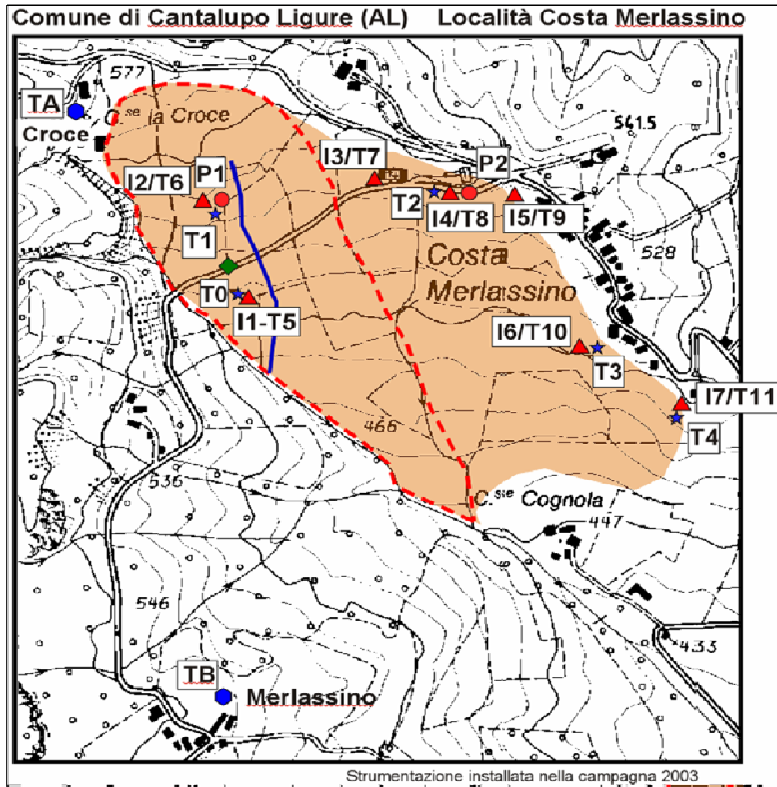 Comune di Cantalupo Ligure (AL) Località Costa Merlassino
577
TA
C.se la Croce
Croce
5415
I3/T7
P2
I2/T6
P1
T2
I4/T8
I5/T9
T1
Costa
Merlassino
528
T0
I1-T5
I6/T10
T3
I7/T11
T4
466
C.sie Cognola
536
447
546
433
TB
Merlassino
Strumentazione installata nella campagna 2003